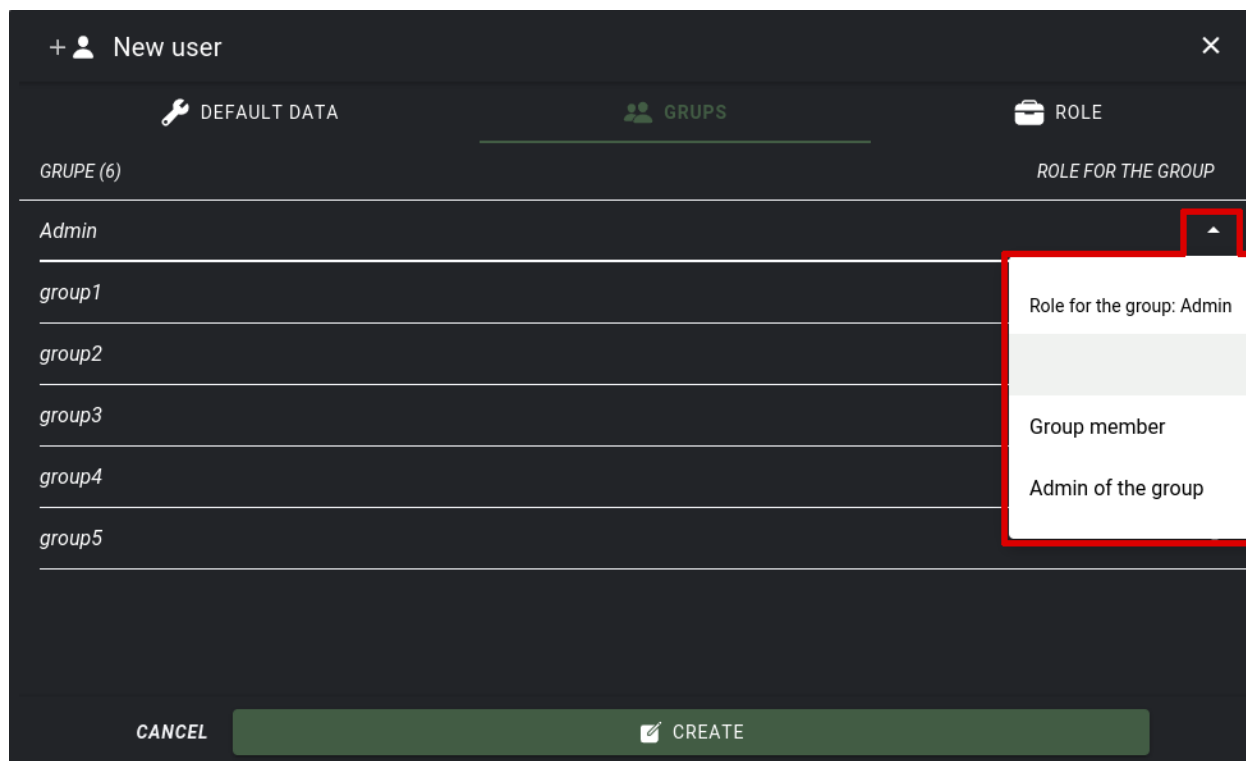 New user
DEFAULT DATA
GRUPS
ROLE
GRUPE (6)
ROLE FOR THE GROUP
Admin
group1
group2
group3
group4
group5
Role for the group: Admin
Group member
Admin of the group
CANCEL
CREATE